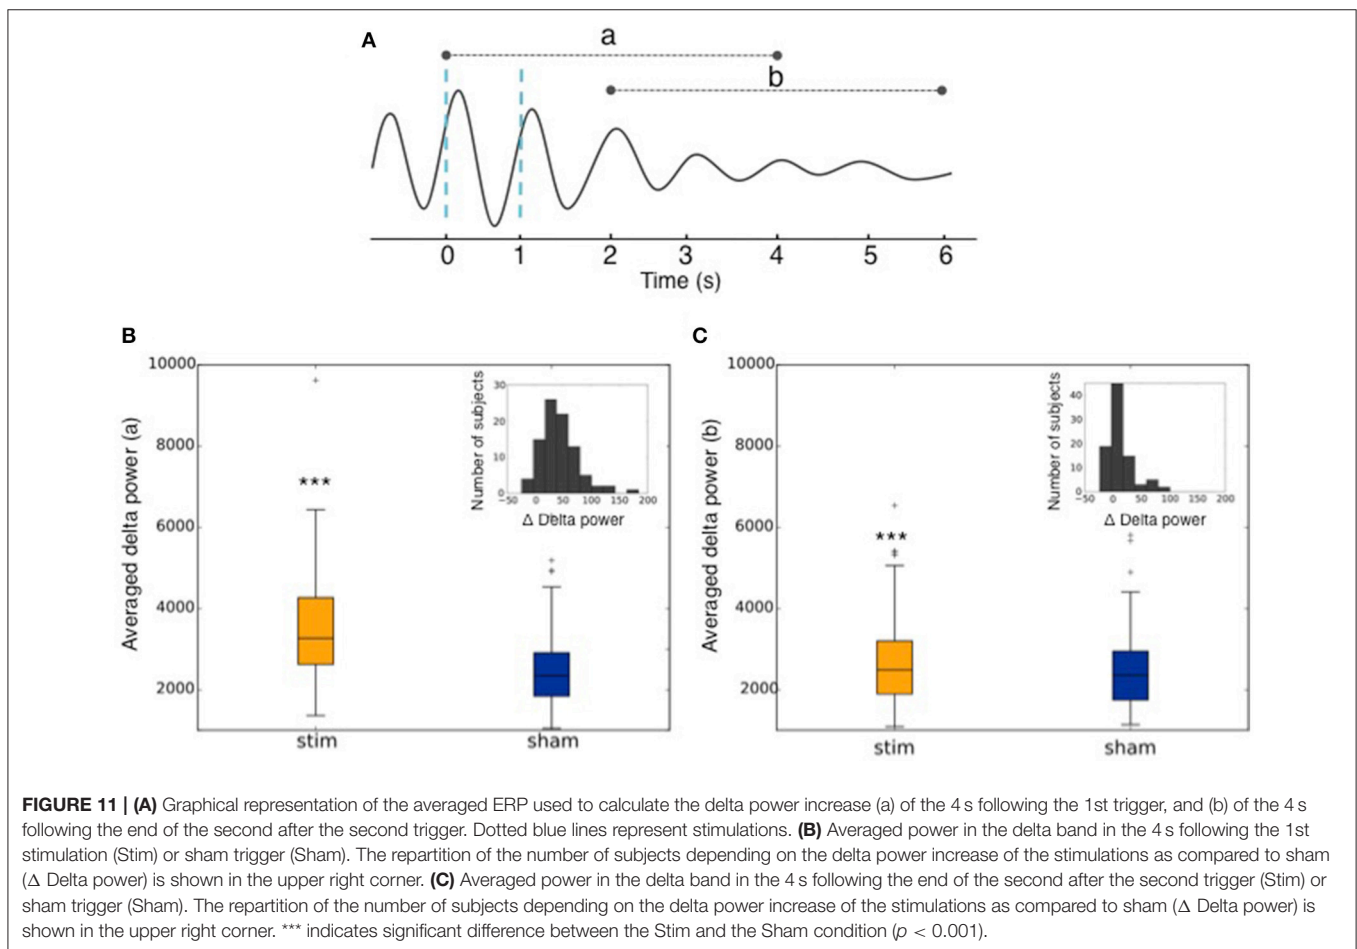 A
a
b
0 1 2 3 4 5 6
Time (s)
B
Averaged delta power (a)
10000
8000
6000
4000
2000
***
stim sham
Number of subjects
30
20
10
0
−50 0 50 100 150 200
Δ Delta power
C
Averaged delta power (b)
10000
8000
6000
4000
2000
***
stim sham
Number of subjects
40
30
20
10
0
−50 0 50 100 150 200
Δ Delta power
FIGURE 11 | (A) Graphical representation of the averaged ERP used to calculate the delta power increase (a) of the 4 s following the 1st trigger, and (b) of the 4 s
following the end of the second after the second trigger. Dotted blue lines represent stimulations. (B) Averaged power in the delta band in the 4 s following the 1st
stimulation (Stim) or sham trigger (Sham). The repartition of the number of subjects depending on the delta power increase of the stimulations as compared to sham
(Δ Delta power) is shown in the upper right corner. (C) Averaged power in the delta band in the 4 s following the end of the second after the second trigger (Stim) or
sham trigger (Sham). The repartition of the number of subjects depending on the delta power increase of the stimulations as compared to sham (Δ Delta power) is
shown in the upper right corner. *** indicates significant difference between the Stim and the Sham condition (p < 0.001).